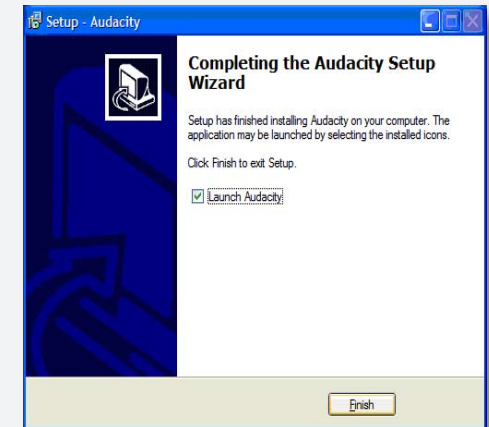 Setup - Audacity
Completing the Audacity Setup
Wizard
Setup has finished installing Audacity on your computer. The
application may be launched by selecting the installed icons.
Click Finish to exit Setup.
Launch Audacity
Finish